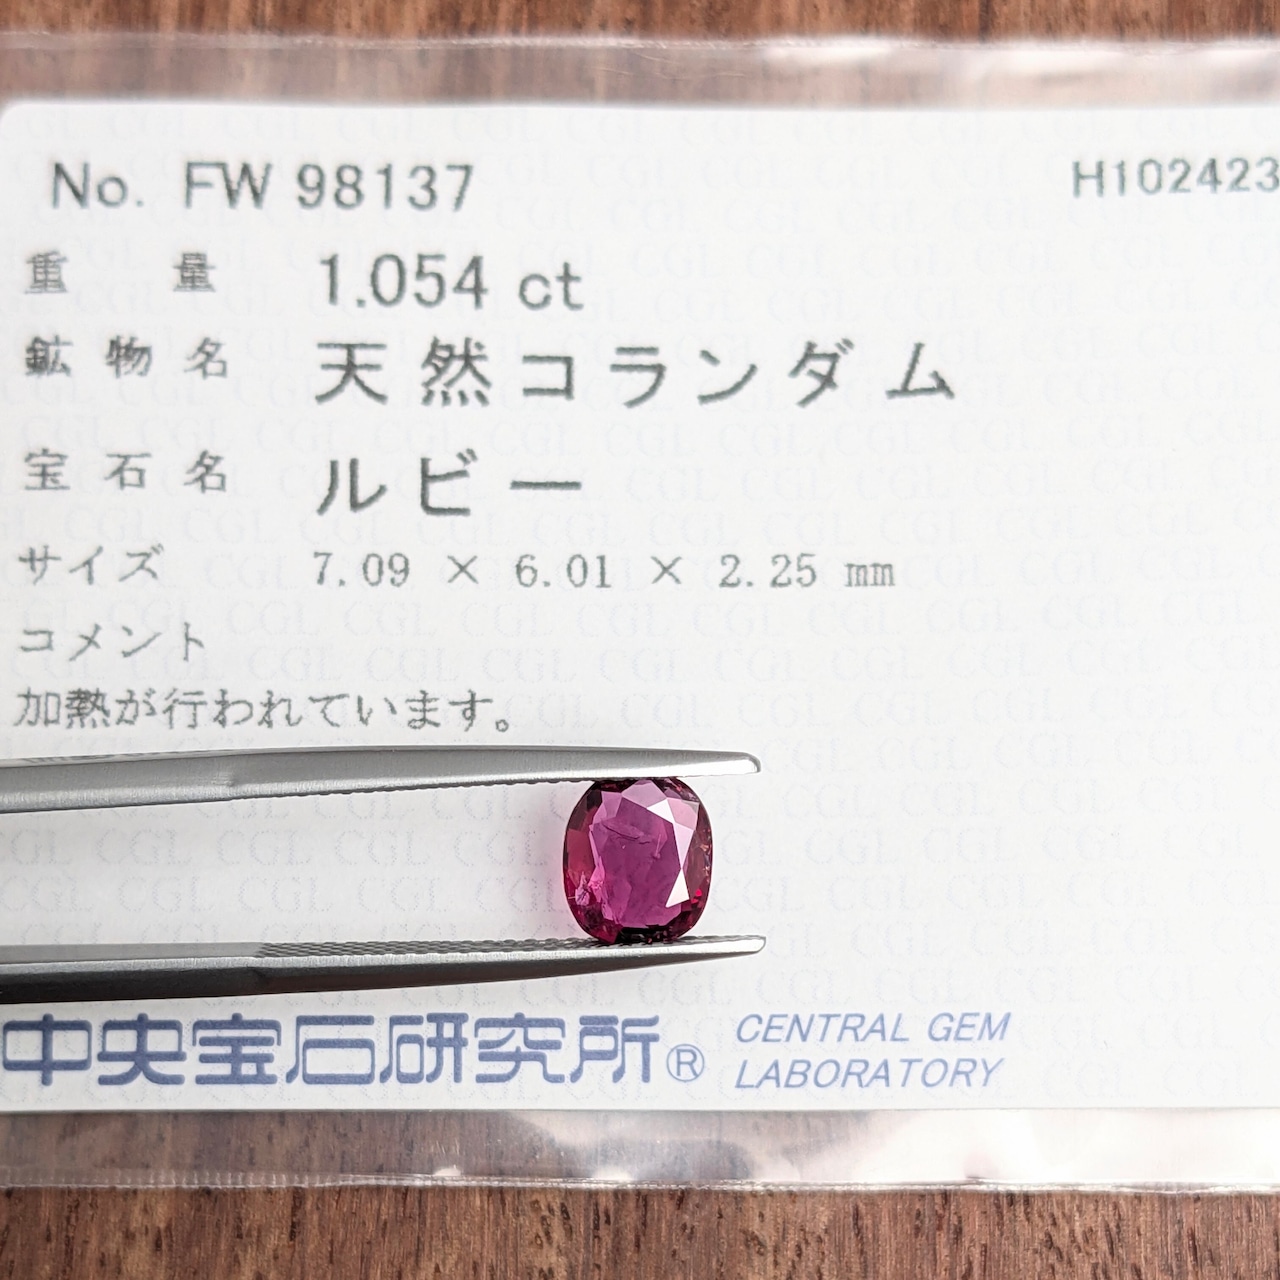 No. FW 98137 H102423
重量 1.054 ct
鉱物名 天然コランダム
宝石名 ルビー
サイズ 7.09 × 6.01 × 2.25 mm
コメント
加熱が行われています。
中央宝石研究所® CENTRAL GEM
LABORATORY